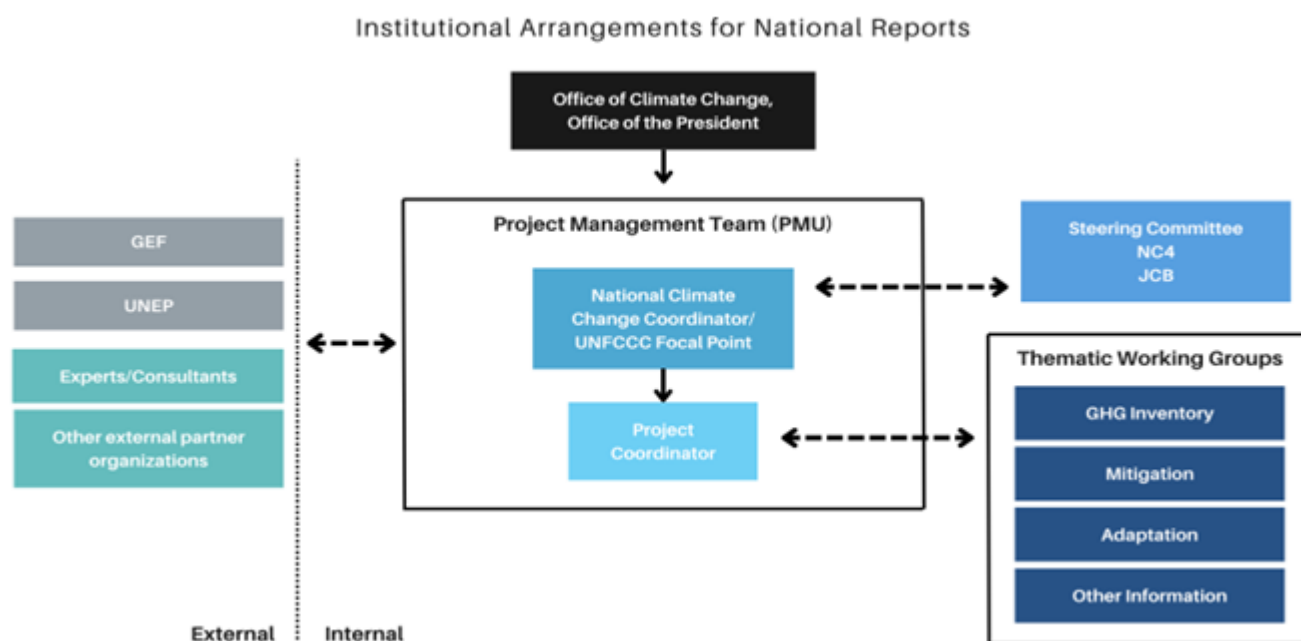 Institutional Arrangements for National Reports
Office of Climate Change,
Office of the President
GEF
UNEP
Experts/Consultants
Other external partner
organizations
Project Management Team (PMU)
National Climate
Change Coordinator/
UNFCCC Focal Point
Project
Coordinator
Steering Committee
NC4
JCB
Thematic Working Groups
GHG Inventory
Mitigation
Adaptation
Other Information
External
Internal